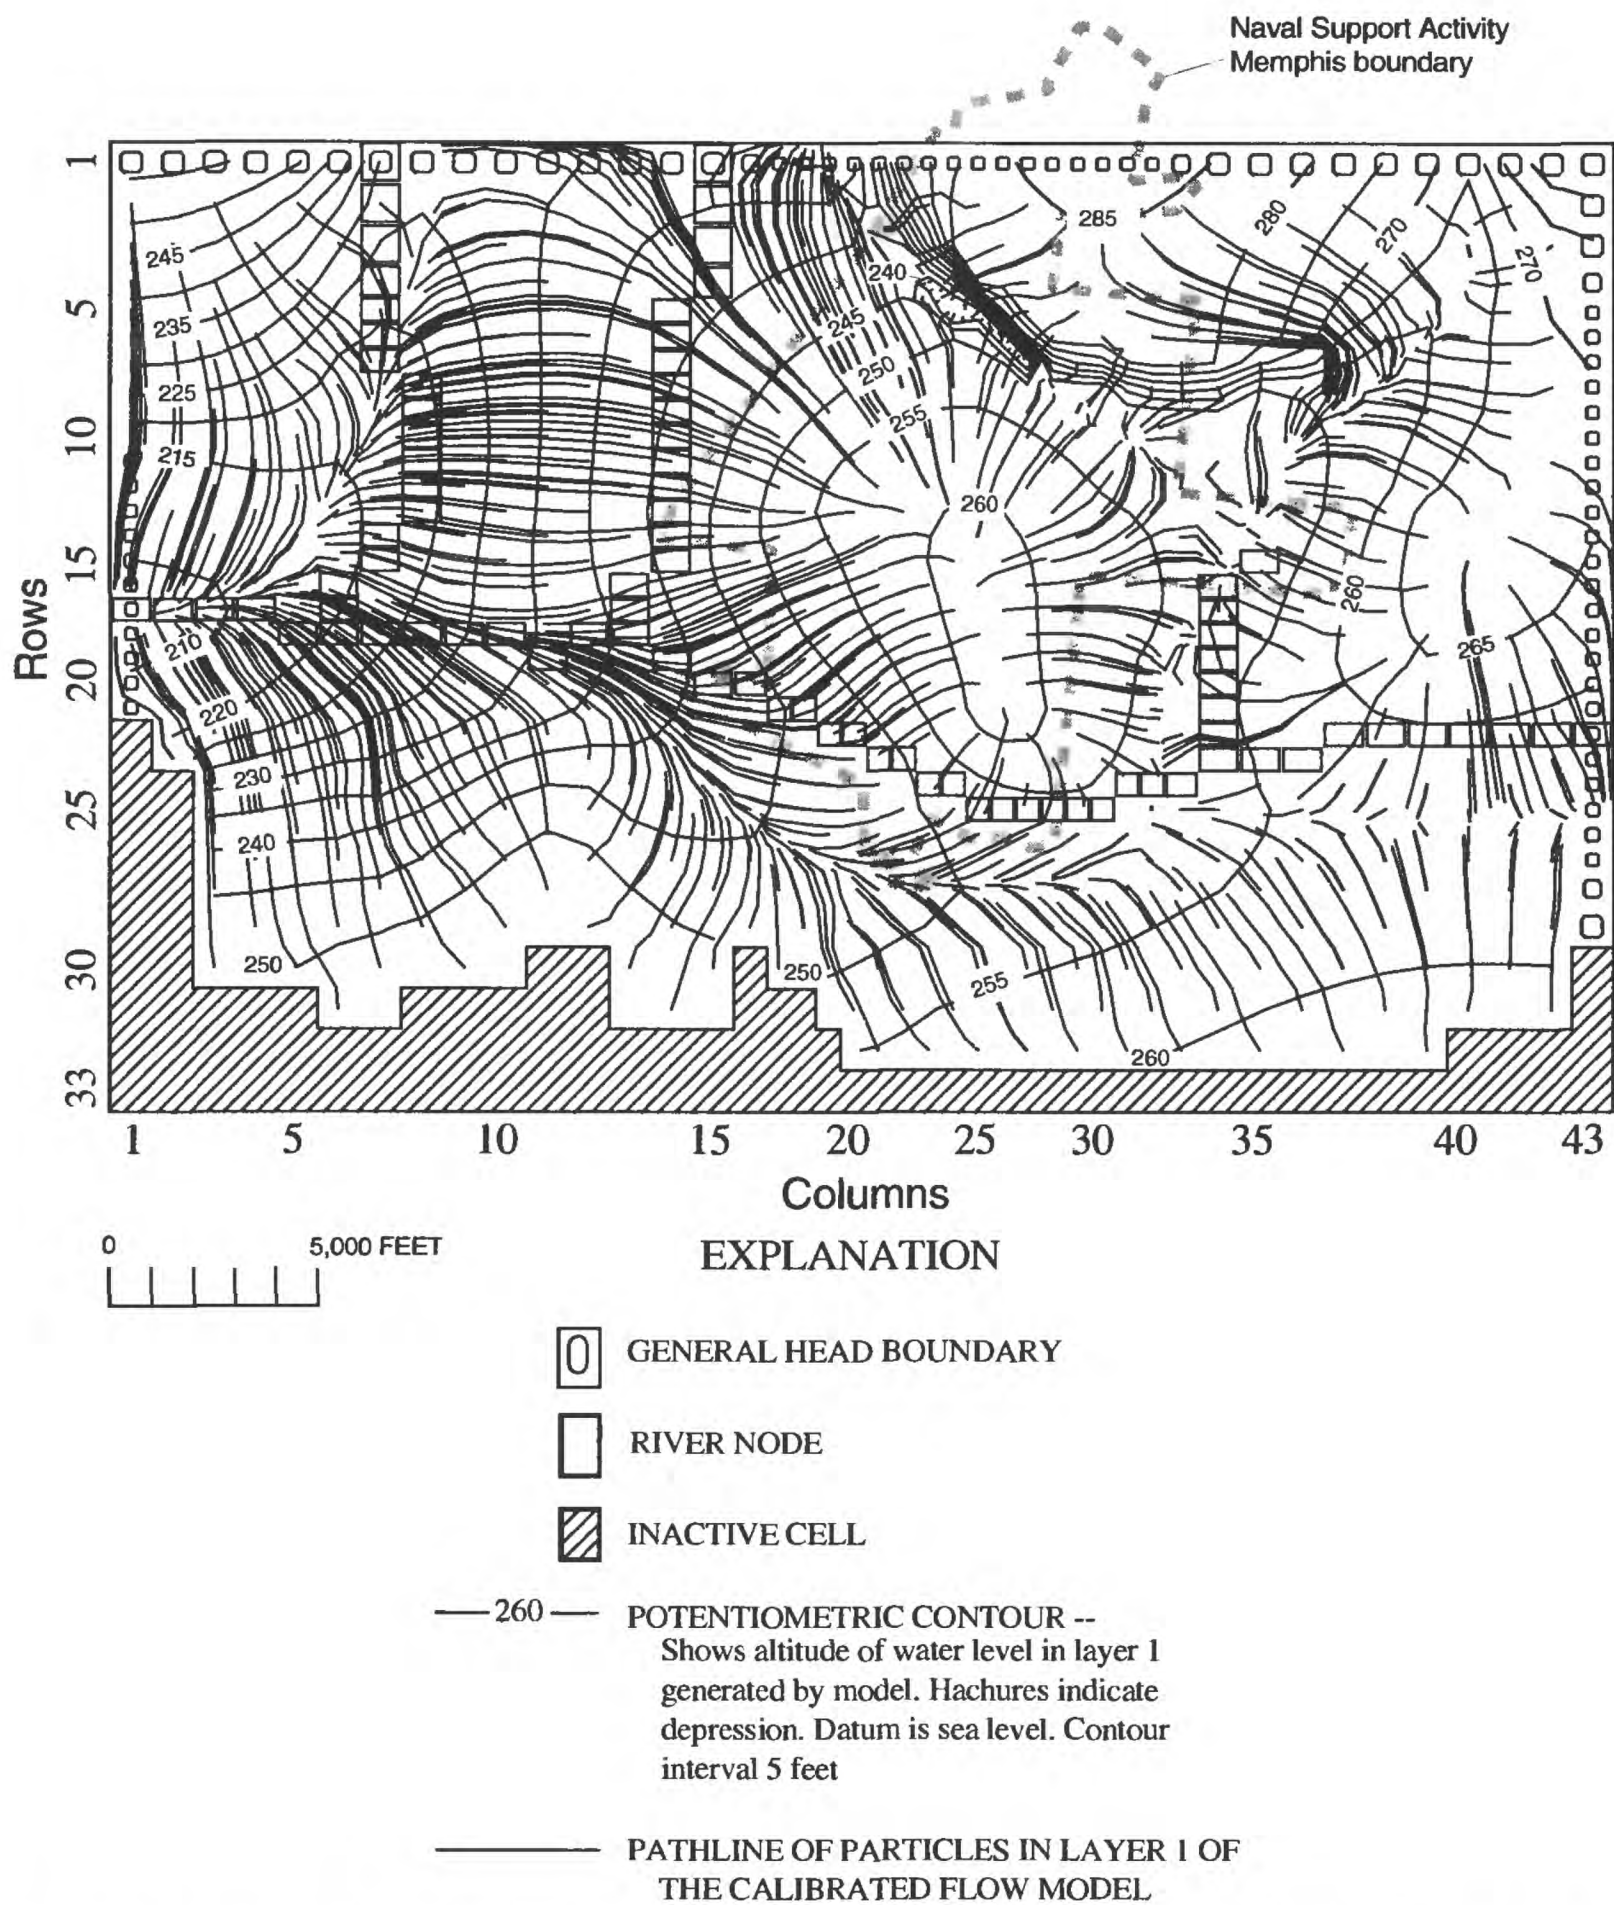 Naval Support Activity
Memphis boundary
1
5
10
15
20
25
30
33
Rows
245
235
225
215
210
220
230
240
250
240
245
250
255
260
285
280
270
270
260
265
250
255
260
1 5 10 15 20 25 30 35 40 43
Columns
0 5,000 FEET
EXPLANATION
GENERAL HEAD BOUNDARY
RIVER NODE
INACTIVE CELL
260 POTENTIOMETRIC CONTOUR --
Shows altitude of water level in layer 1
generated by model. Hachures indicate
depression. Datum is sea level. Contour
interval 5 feet
PATHLINE OF PARTICLES IN LAYER 1 OF
THE CALIBRATED FLOW MODEL